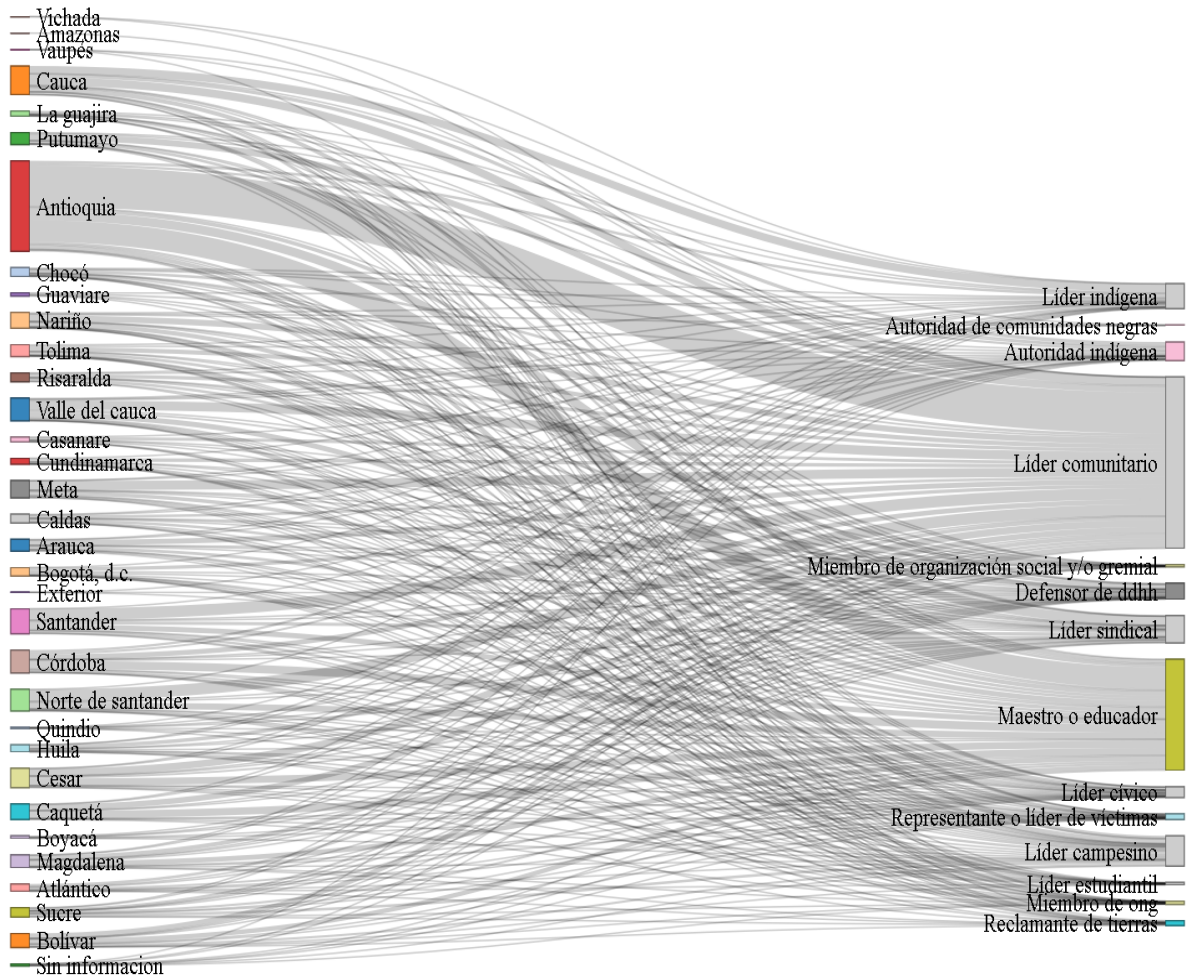 Vichada
Amazonas
Vaupés
Cauca
La guajira
Putumayo
Antioquia
Chocó
Guaviare
Nariño
Tolima
Risaralda
Valle del cauca
Casanare
Cundinamarca
Meta
Caldas
Arauca
Bogotá, d.c.
Exterior
Santander
Córdoba
Norte de santander
Quindio
Huila
Cesar
Caquetá
Boyacá
Magdalena
Atlántico
Sucre
Bolívar
Sin informacion
Líder indígena
Autoridad de comunidades negras
Autoridad indígena
Líder comunitario
Miembro de organización social y/o gremial
Defensor de ddhh
Líder sindical
Maestro o educador
Líder cívico
Representante o líder de víctimas
Líder campesino
Líder estudiantil
Miembro de ong
Reclamante de tierras